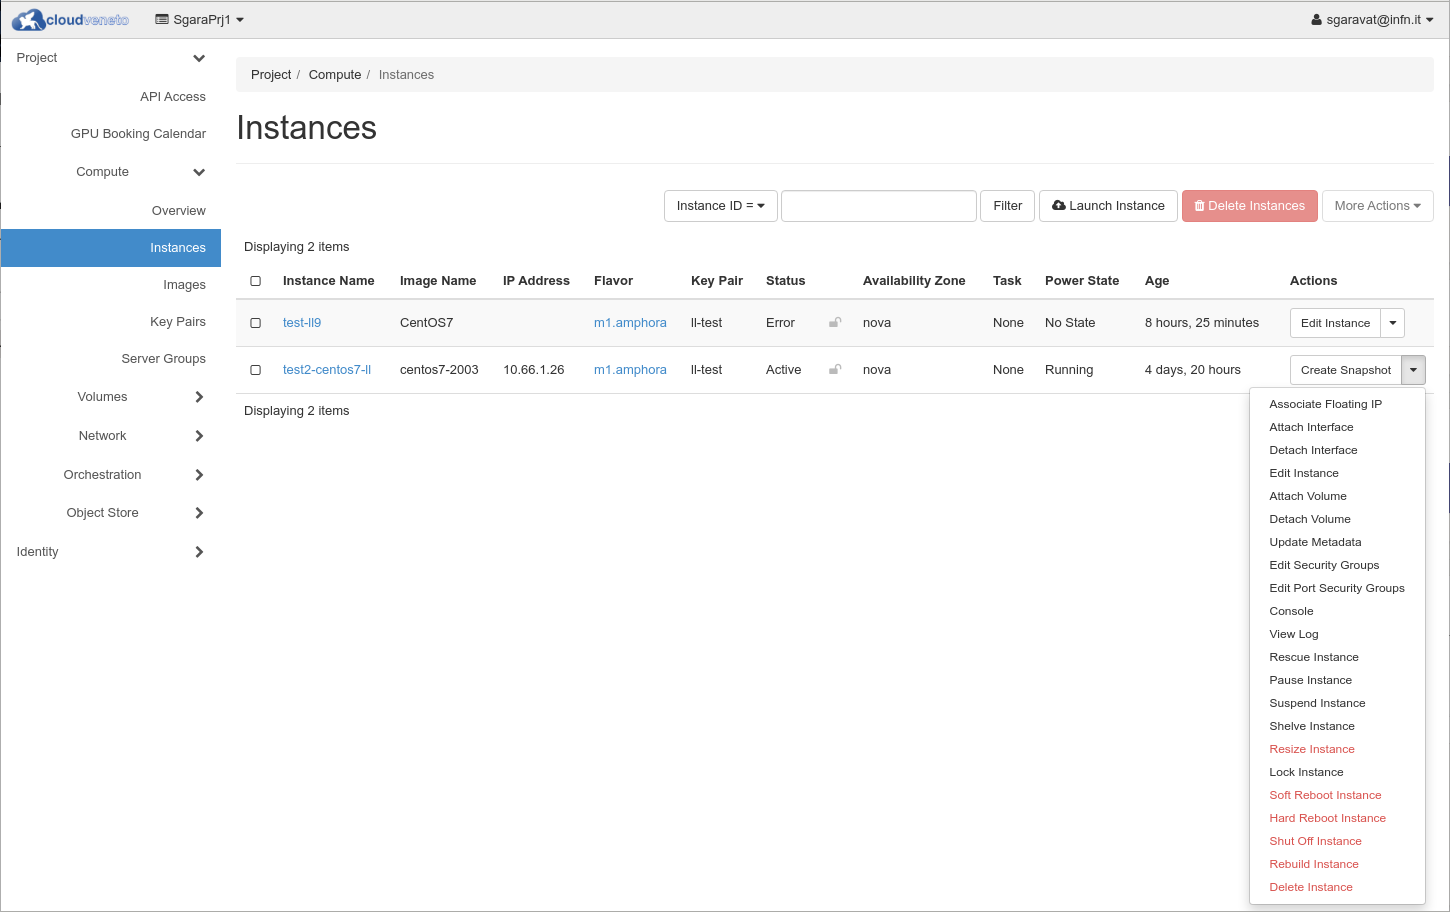 cloudveneto SgaraPrj1 sgaravat@infn.it
Project
API Access
GPU Booking Calendar
Compute
Overview
Instances
Images
Key Pairs
Server Groups
Volumes
Network
Orchestration
Object Store
Identity
Project / Compute / Instances
Instances
Instance ID = Filter Launch Instance Delete Instances More Actions
Displaying 2 items
Instance Name Image Name IP Address Flavor Key Pair Status Availability Zone Task Power State Age Actions
test-ll9 CentOS7 m1.amphora ll-test Error nova None No State 8 hours, 25 minutes Edit Instance
test2-centos7-ll centos7-2003 10.66.1.26 m1.amphora ll-test Active nova None Running 4 days, 20 hours Create Snapshot
Displaying 2 items
Associate Floating IP
Attach Interface
Detach Interface
Edit Instance
Attach Volume
Detach Volume
Update Metadata
Edit Security Groups
Edit Port Security Groups
Console
View Log
Rescue Instance
Pause Instance
Suspend Instance
Shelve Instance
Resize Instance
Lock Instance
Soft Reboot Instance
Hard Reboot Instance
Shut Off Instance
Rebuild Instance
Delete Instance